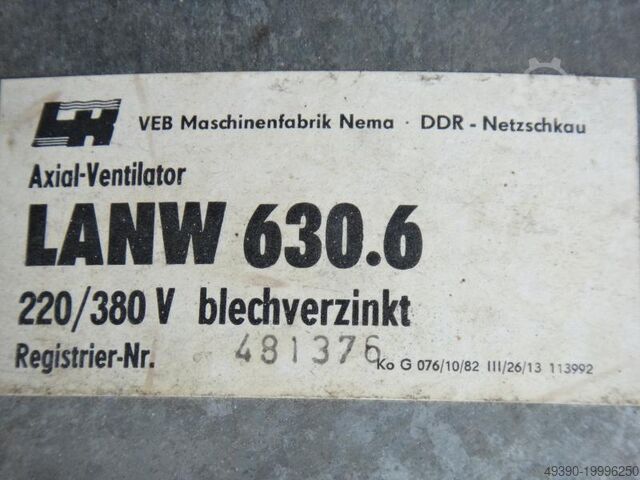 LK
VEB Maschinenfabrik Nema · DDR - Netzschkau
Axial-Ventilator
LANW 630.6
220/380 V blechverzinkt
Registrier-Nr. 481376 Ko G 076/10/82 III/26/13 113992
49390-19996250